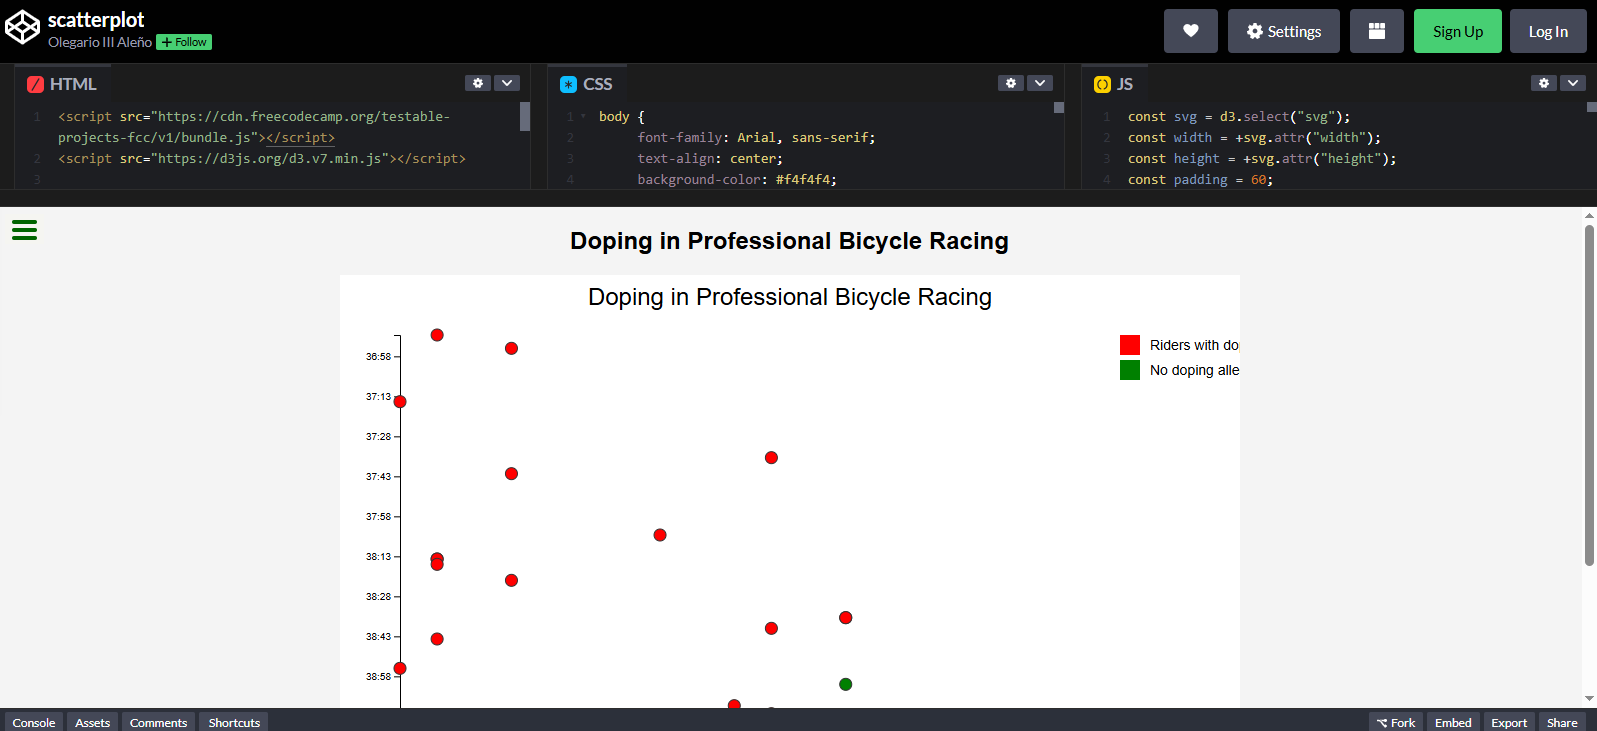 scatterplot
Olegario III Aleño + Follow
Settings
Sign Up
Log In
HTML
1 <script src="https://cdn.freecodecamp.org/testable-
projects-fcc/v1/bundle.js"></script>
2 <script src="https://d3js.org/d3.v7.min.js"></script>
3
CSS
1 body {
2 font-family: Arial, sans-serif;
3 text-align: center;
4 background-color: #f4f4f4;
JS
1 const svg = d3.select("svg");
2 const width = +svg.attr("width");
3 const height = +svg.attr("height");
4 const padding = 60;
Doping in Professional Bicycle Racing
Doping in Professional Bicycle Racing
Riders with do
No doping alle
36:58
37:13
37:28
37:43
37:58
38:13
38:28
38:43
38:58
Console Assets Comments Shortcuts
Fork Embed Export Share